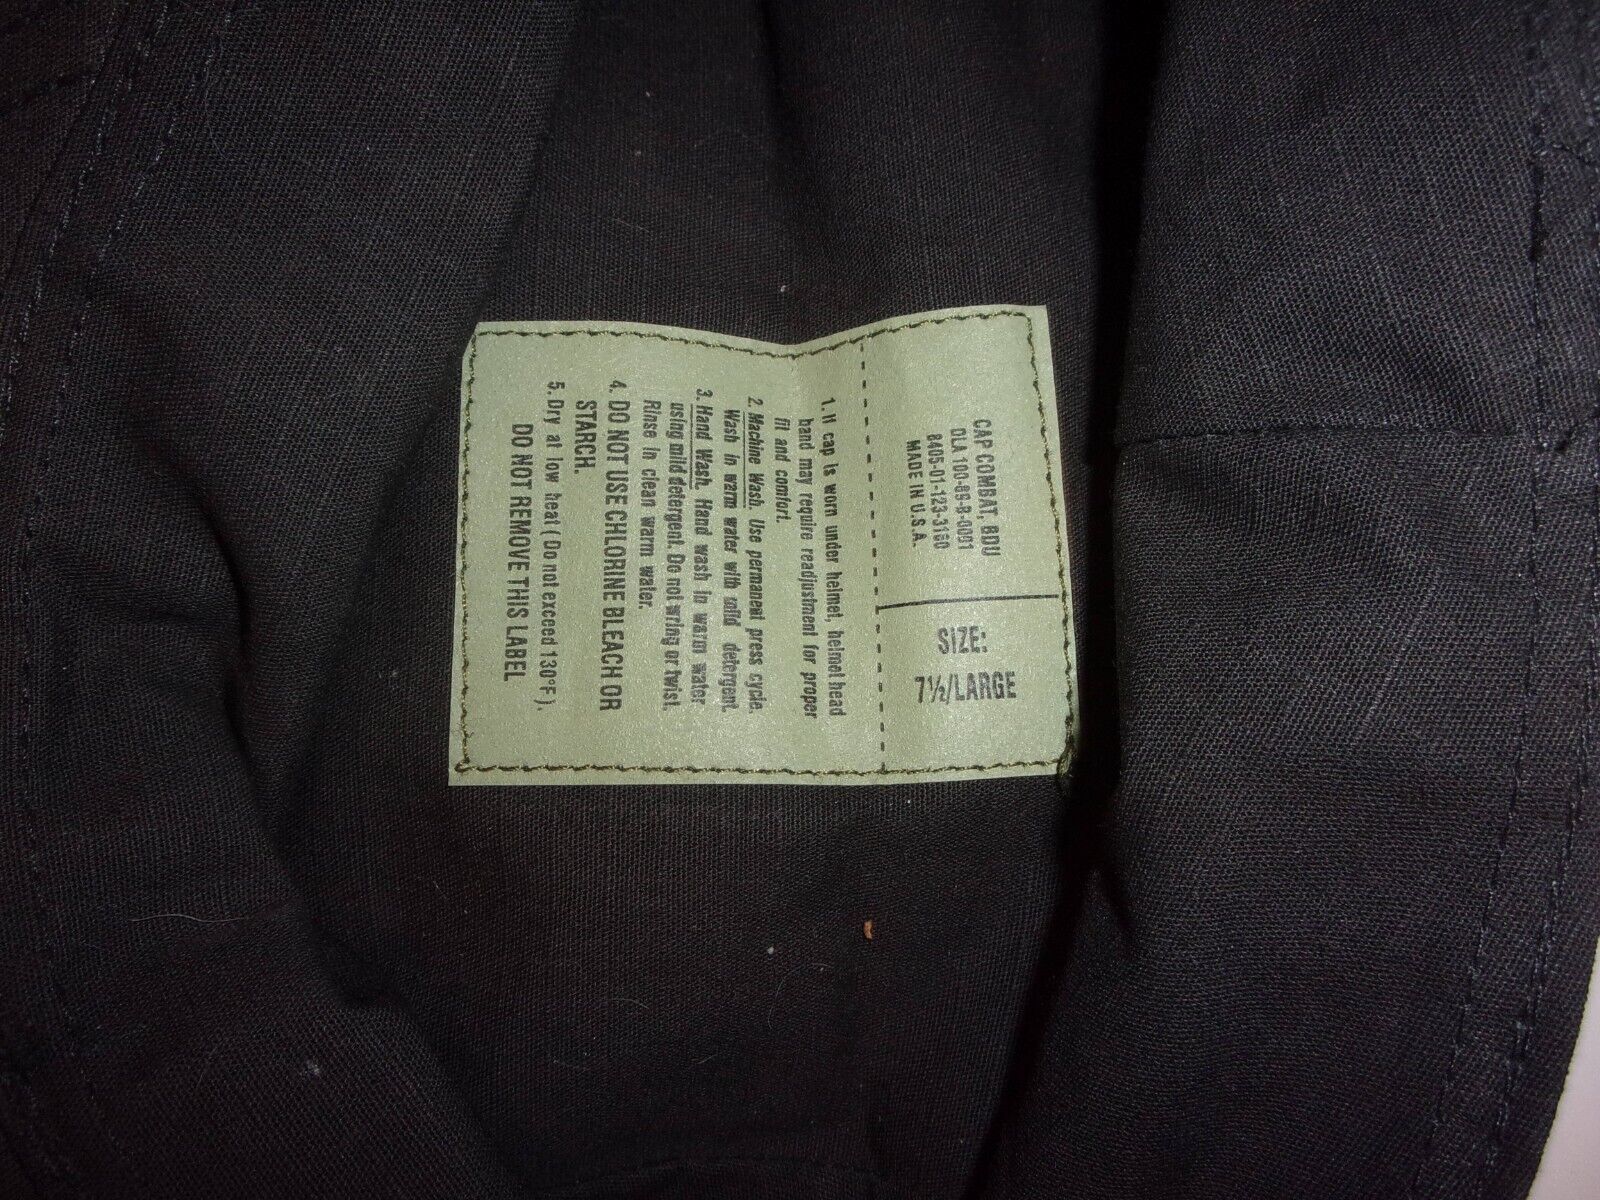 CAP COMBAT, BDU
DLA 100-89-R-0091
8405-01-123-3180
MADE IN U.S.A.
SIZE:
7½/LARGE
1. If cap is worn under helmet, helmet head
band may require readjustment for proper
fit and comfort.
2. Machine Wash. Use permanent press cycle.
Wash in warm water with mild detergent.
3. Hand Wash. Hand wash in warm water
using mild detergent. Do not wring or twist.
Rinse in clean warm water.
4. DO NOT USE CHLORINE BLEACH OR
STARCH.
5. Dry at low heat (Do not exceed 130°F).
DO NOT REMOVE THIS LABEL